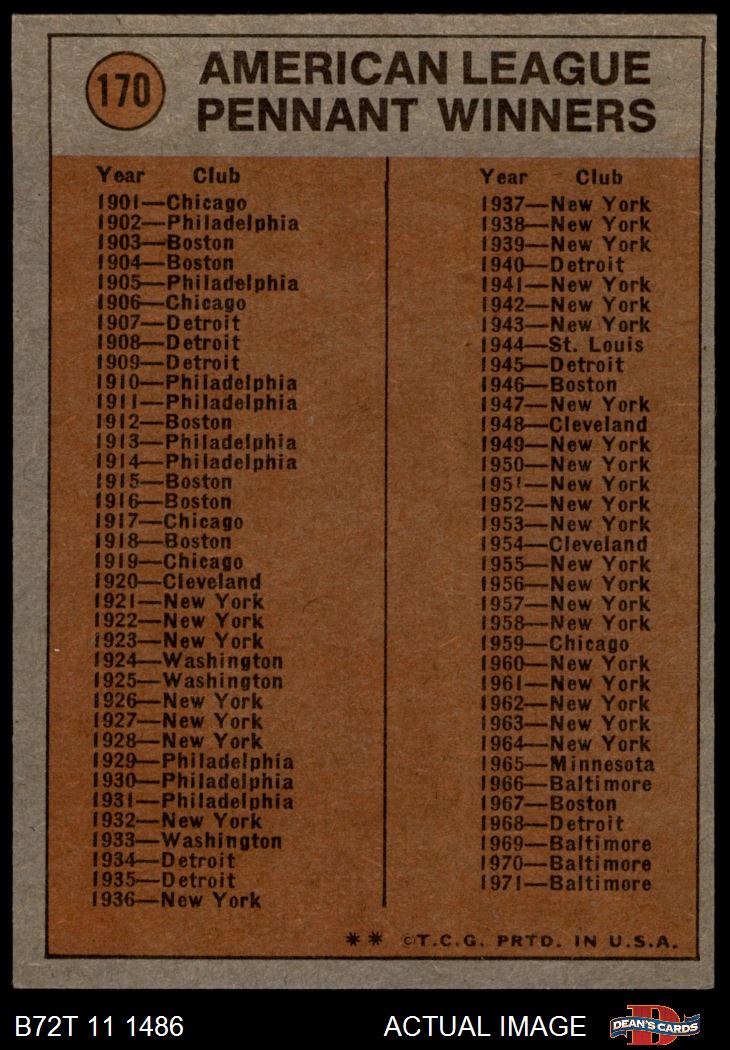 170
AMERICAN LEAGUE
PENNANT WINNERS
Year Club
1901—Chicago
1902—Philadelphia
1903—Boston
1904—Boston
1905—Philadelphia
1906—Chicago
1907—Detroit
1908—Detroit
1909—Detroit
1910—Philadelphia
1911—Philadelphia
1912—Boston
1913—Philadelphia
1914—Philadelphia
1915—Boston
1916—Boston
1917—Chicago
1918—Boston
1919—Chicago
1920—Cleveland
1921—New York
1922—New York
1923—New York
1924—Washington
1925—Washington
1926—New York
1927—New York
1928—New York
1929—Philadelphia
1930—Philadelphia
1931—Philadelphia
1932—New York
1933—Washington
1934—Detroit
1935—Detroit
1936—New York
Year Club
1937—New York
1938—New York
1939—New York
1940—Detroit
1941—New York
1942—New York
1943—New York
1944—St. Louis
1945—Detroit
1946—Boston
1947—New York
1948—Cleveland
1949—New York
1950—New York
1951—New York
1952—New York
1953—New York
1954—Cleveland
1955—New York
1956—New York
1957—New York
1958—New York
1959—Chicago
1960—New York
1961—New York
1962—New York
1963—New York
1964—New York
1965—Minnesota
1966—Baltimore
1967—Boston
1968—Detroit
1969—Baltimore
1970—Baltimore
1971—Baltimore
** ©T.C.G. PRTD. IN U.S.A.
B72T 11 1486 ACTUAL IMAGE
D
DEAN'S CARDS